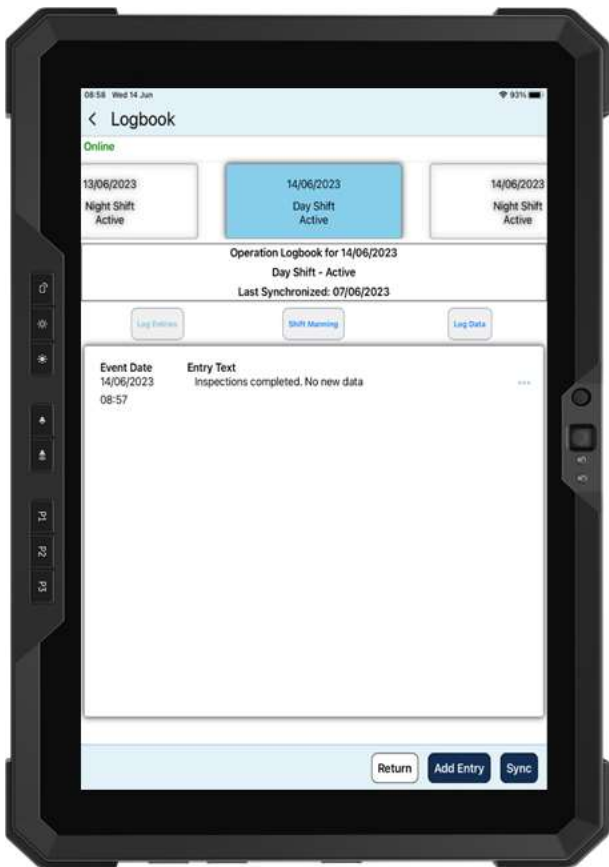 08:58 Wed 14 Jun 93%
< Logbook
Online
13/06/2023
Night Shift
Active
14/06/2023
Day Shift
Active
14/06/2023
Night Shift
Active
Operation Logbook for 14/06/2023
Day Shift - Active
Last Synchronized: 07/06/2023
Log Entries Shift Manning Log Data
Event Date Entry Text
14/06/2023 Inspections completed. No new data
08:57
Return Add Entry Sync
P1
P2
P3